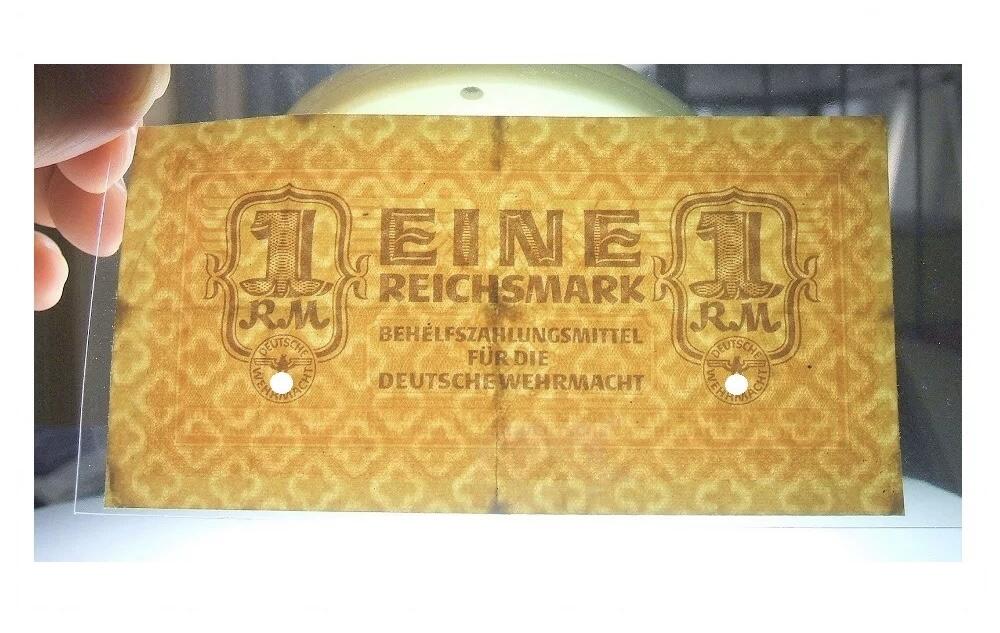 1
RM
DEUTSCHE
WEHRMACHT
EINE
REICHSMARK
BEHELFSZAHLUNGSMITTEL
FÜR DIE
DEUTSCHE WEHRMACHT
1
RM
DEUTSCHE
WEHRMACHT